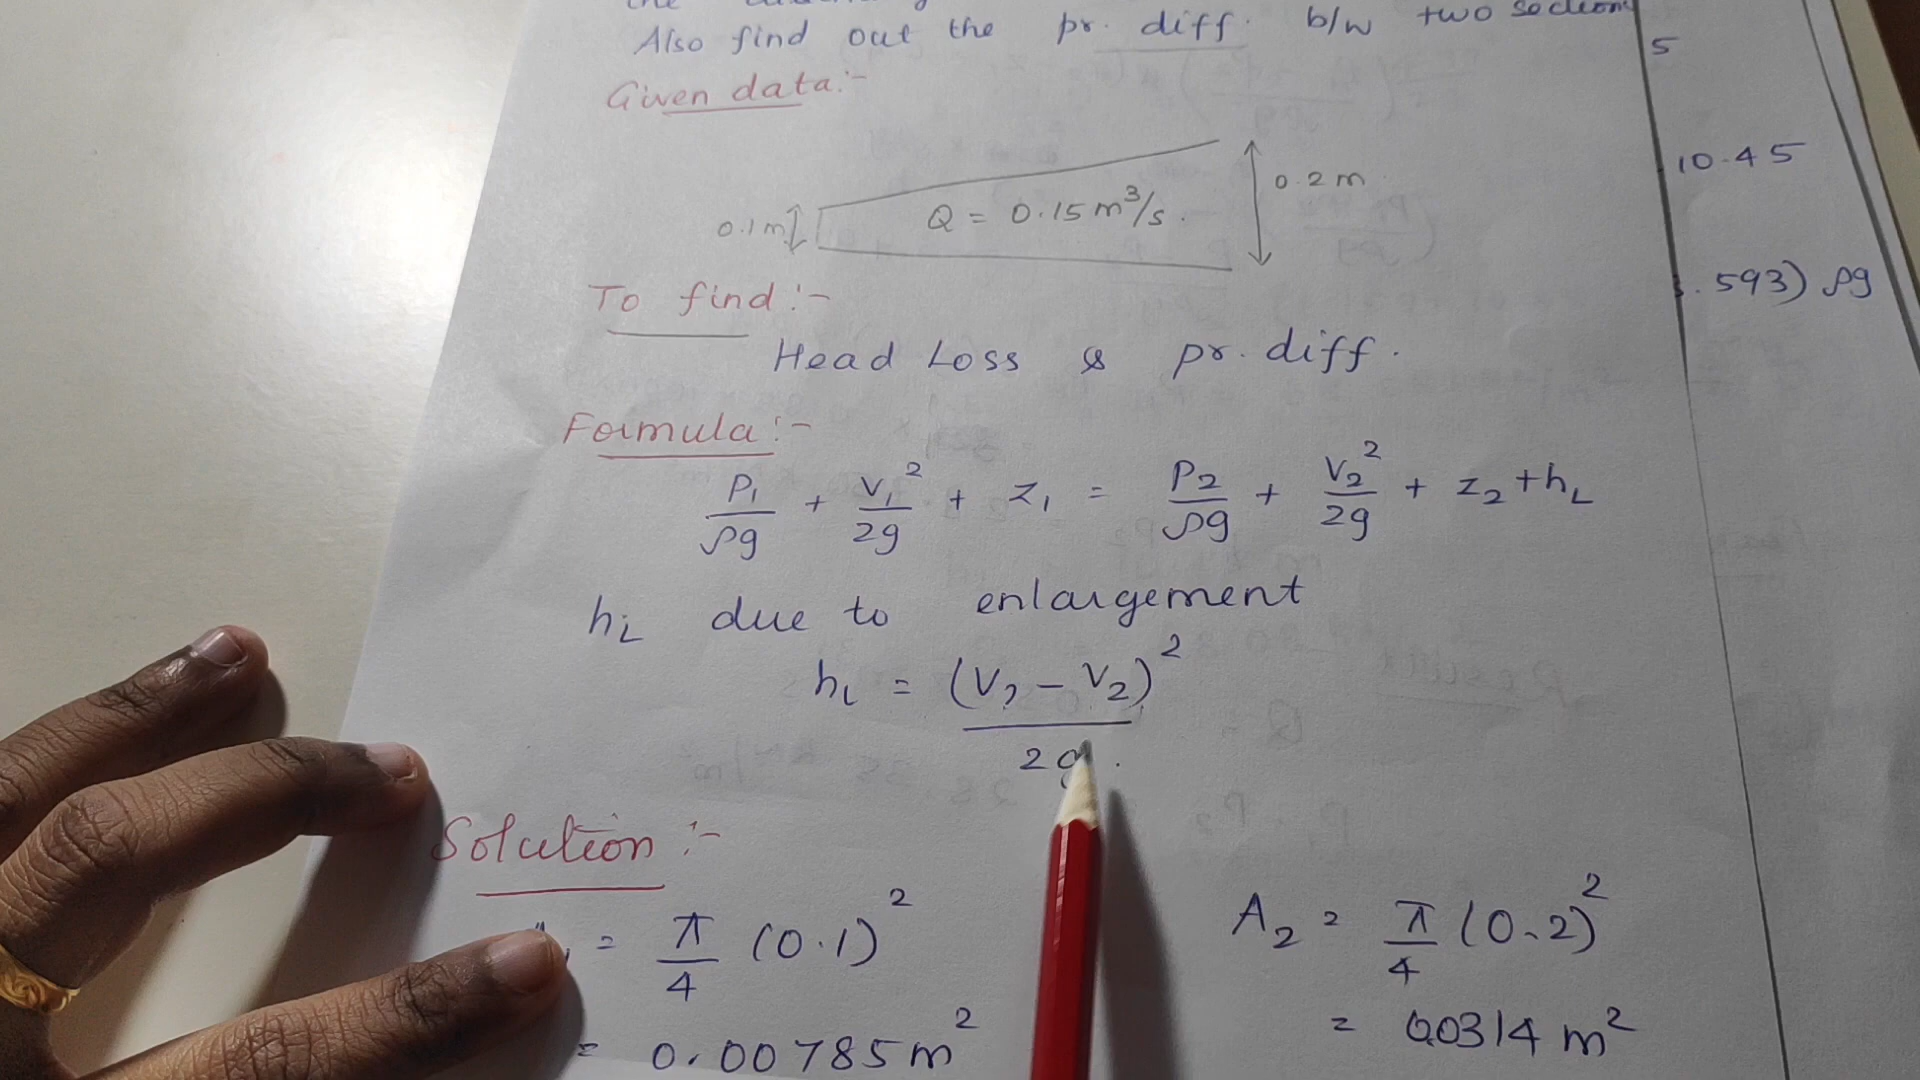 Also find out the pr. diff. b/w two section
5
Given data:-
10.45
0.1m
Q = 0.15 m³/s.
0.2 m
. 593) ρg
To find:-
Head Loss & pr. diff.
Formula:-
P₁/ρg + V₁²/2g + Z₁ = P₂/ρg + V₂²/2g + Z₂ + hL
hL due to enlargement
hL = (V₁ - V₂)²/2g.
Solution:-
= π/4 (0.1)²
A₂ = π/4 (0.2)²
= 0.00785 m²
= 0.0314 m²